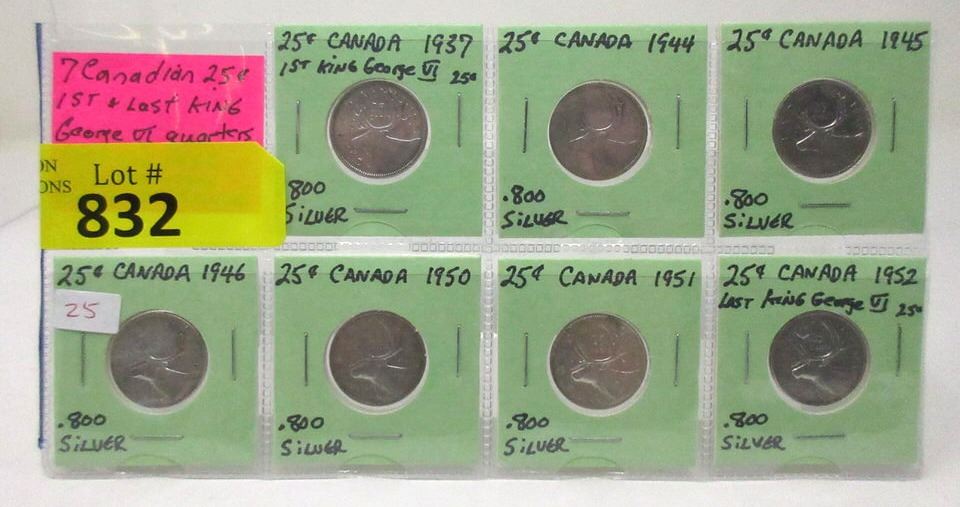 7 Canadian 25¢
1ST & Last KING
George VI quarters
ON
ONS
Lot #
832
25¢ CANADA 1937
1ST KING George VI 25¢
.800
SILVER
25¢ CANADA 1944
.800
SILVER
25¢ CANADA 1945
.800
SILVER
25¢ CANADA 1946
25
.800
SILVER
25¢ CANADA 1950
.800
SILVER
25¢ CANADA 1951
.800
SILVER
25¢ CANADA 1952
LAST KING George VI 25¢
.800
SILVER